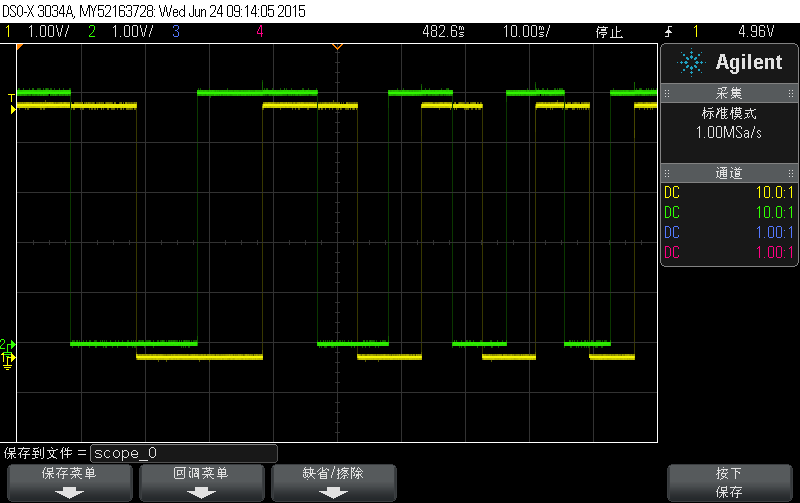 DSO-X 3034A, MY52163728: Wed Jun 24 09:14:05 2015
1 1.00V/ 2 1.00V/ 3 4 482.6s 10.00s/ 停止 1 4.96V
Agilent
采集
标准模式
1.00MSa/s
通道
DC 10.0:1
DC 10.0:1
DC 1.00:1
DC 1.00:1
T
2
1
保存到文件 = scope_0
保存菜单 回调菜单 缺省/擦除 按下
保存